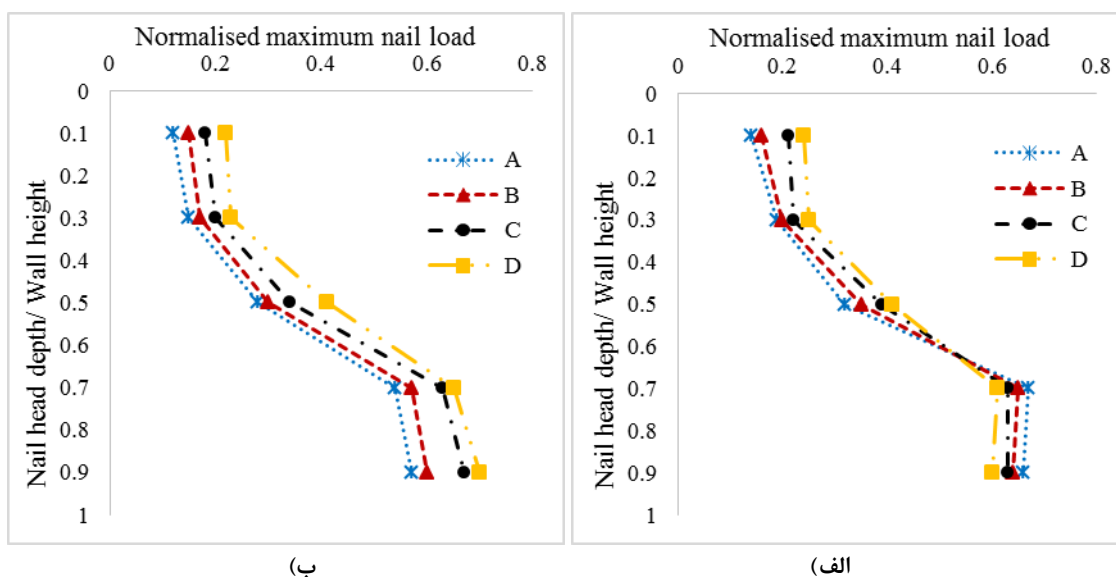 Normalised maximum nail load
0 0.2 0.4 0.6 0.8
0
0.1
0.2
0.3
0.4
0.5
0.6
0.7
0.8
0.9
1
Nail head depth/ Wall height
A
B
C
D
ب)
Normalised maximum nail load
0 0.2 0.4 0.6 0.8
0
0.1
0.2
0.3
0.4
0.5
0.6
0.7
0.8
0.9
1
Nail head depth/ Wall height
A
B
C
D
الف)